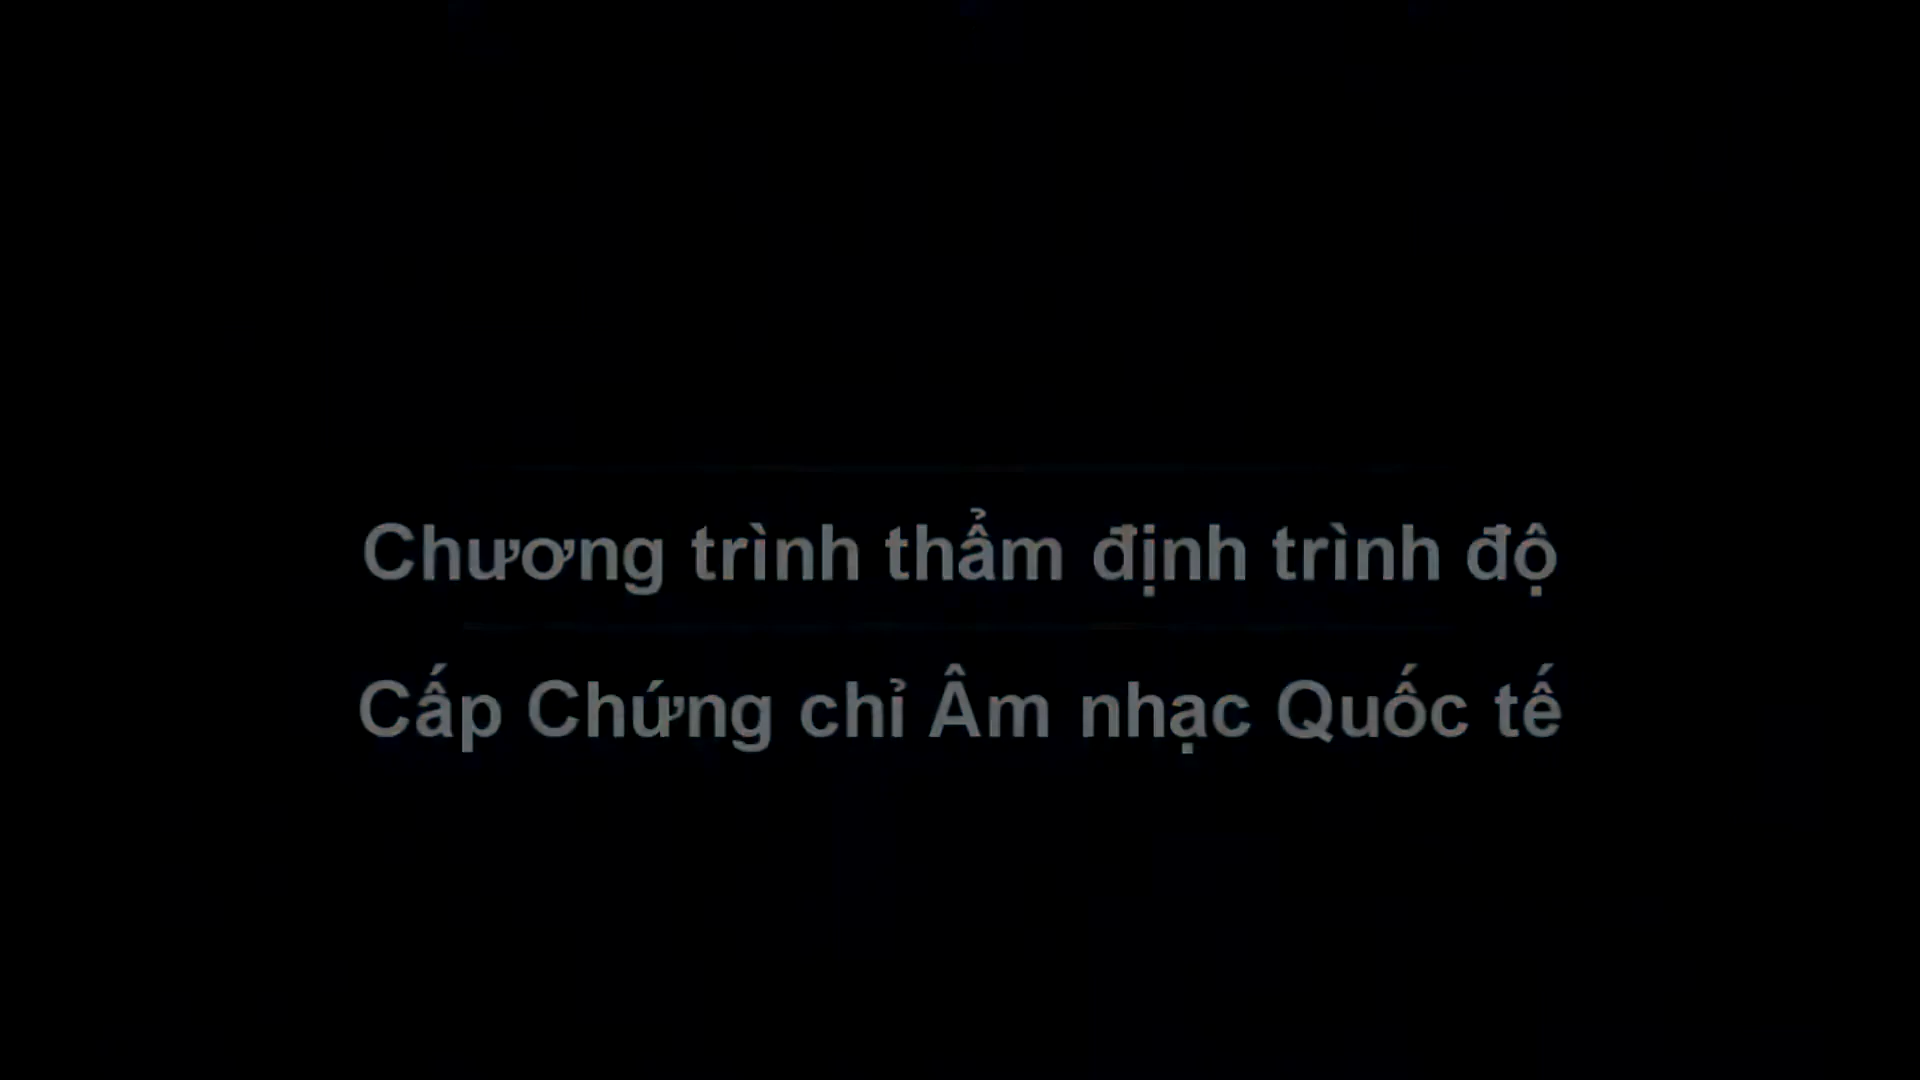 Chương trình thẩm định trình độ
Cấp Chứng chỉ Âm nhạc Quốc tế